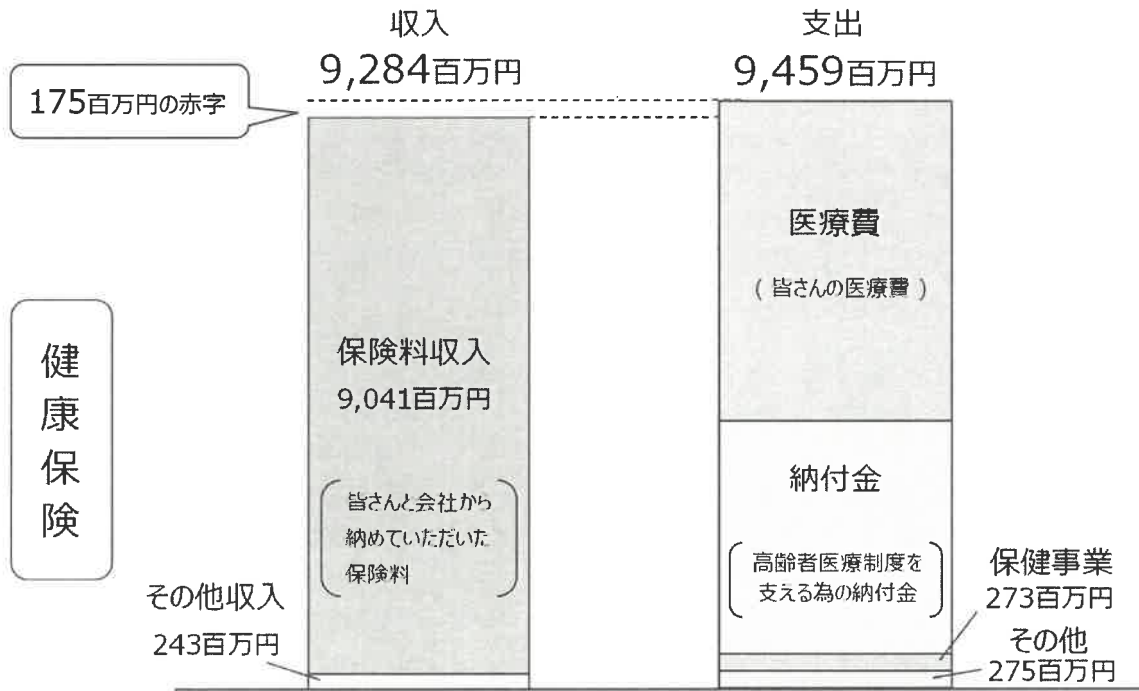 収入
9,284百万円
支出
9,459百万円
175百万円の赤字
健康保険
保険料収入
9,041百万円
皆さんと会社から
納めていただいた
保険料
その他収入
243百万円
医療費
(皆さんの医療費)
納付金
高齢者医療制度を
支える為の納付金
保健事業
273百万円
その他
275百万円